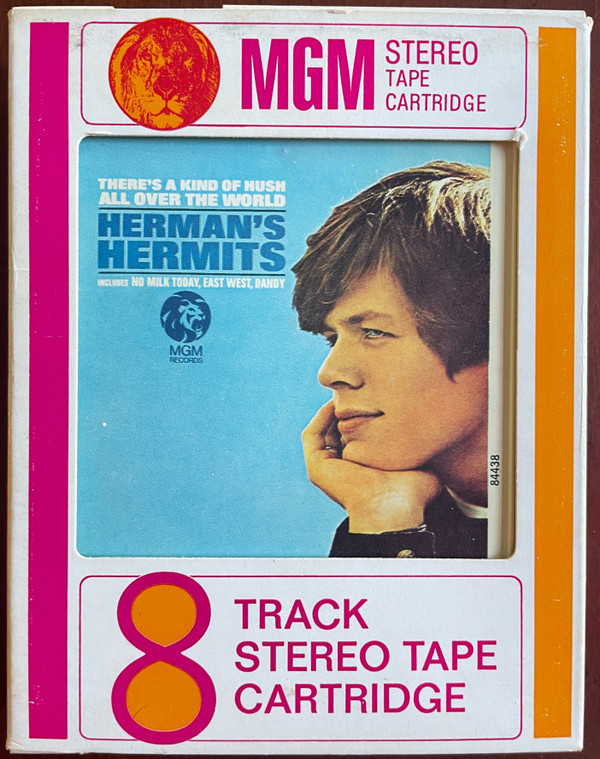 MGM
STEREO
TAPE
CARTRIDGE
THERE'S A KIND OF HUSH
ALL OVER THE WORLD
HERMAN'S
HERMITS
INCLUDES NO MILK TODAY, EAST WEST, DANDY
MGM
RECORDS
84438
8
TRACK
STEREO TAPE
CARTRIDGE